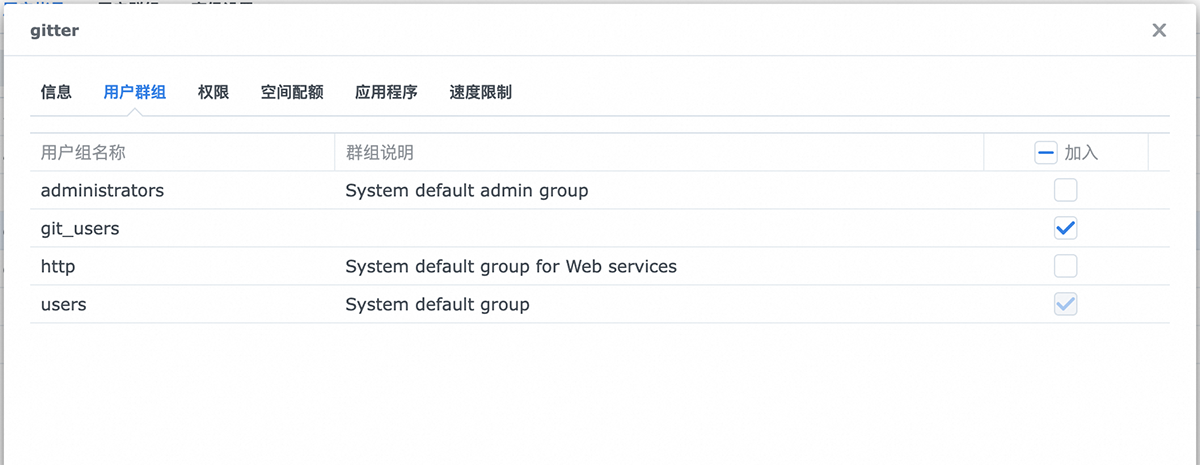 gitter
信息 用户群组 权限 空间配额 应用程序 速度限制
用户组名称 群组说明 加入
administrators System default admin group
git_users
http System default group for Web services
users System default group